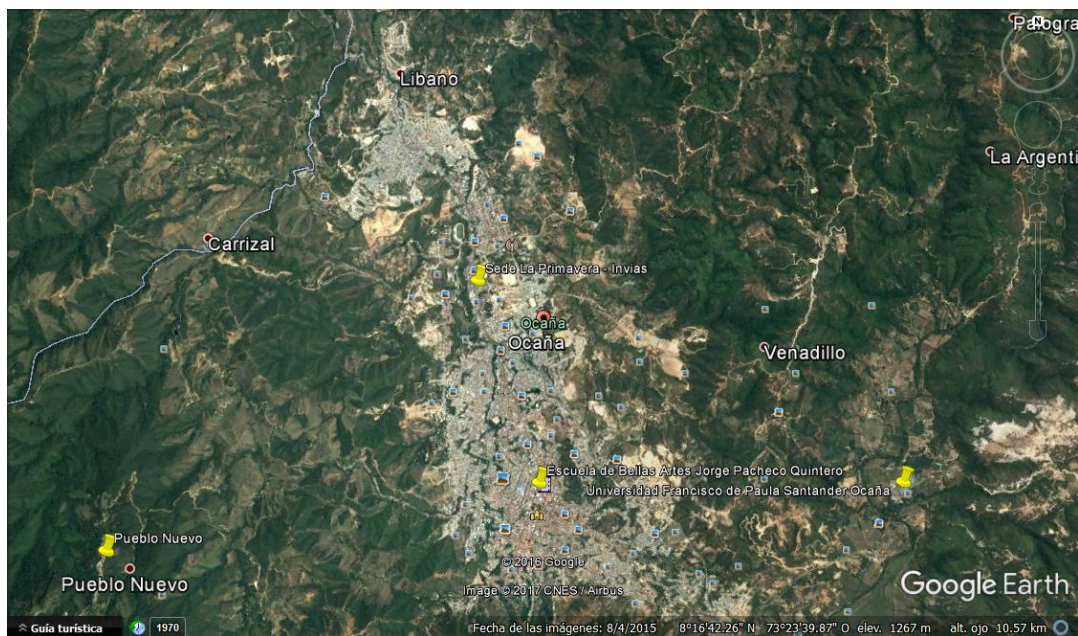 N
Palogra
Libano
La Argenti
Carrizal
Sede La Primavera - Invias
Ocaña
Ocaña
Venadillo
Escuela de Bellas Artes Jorge Pacheco Quintero
Universidad Francisco de Paula Santander Ocaña
Pueblo Nuevo
Pueblo Nuevo
© 2016 Google
Image © 2017 CNES / Airbus
Google Earth
Guía turística
1970
Fecha de las imágenes: 8/4/2015 8°16'42.26" N 73°23'39.87" O elev. 1267 m alt. ojo 10.57 km